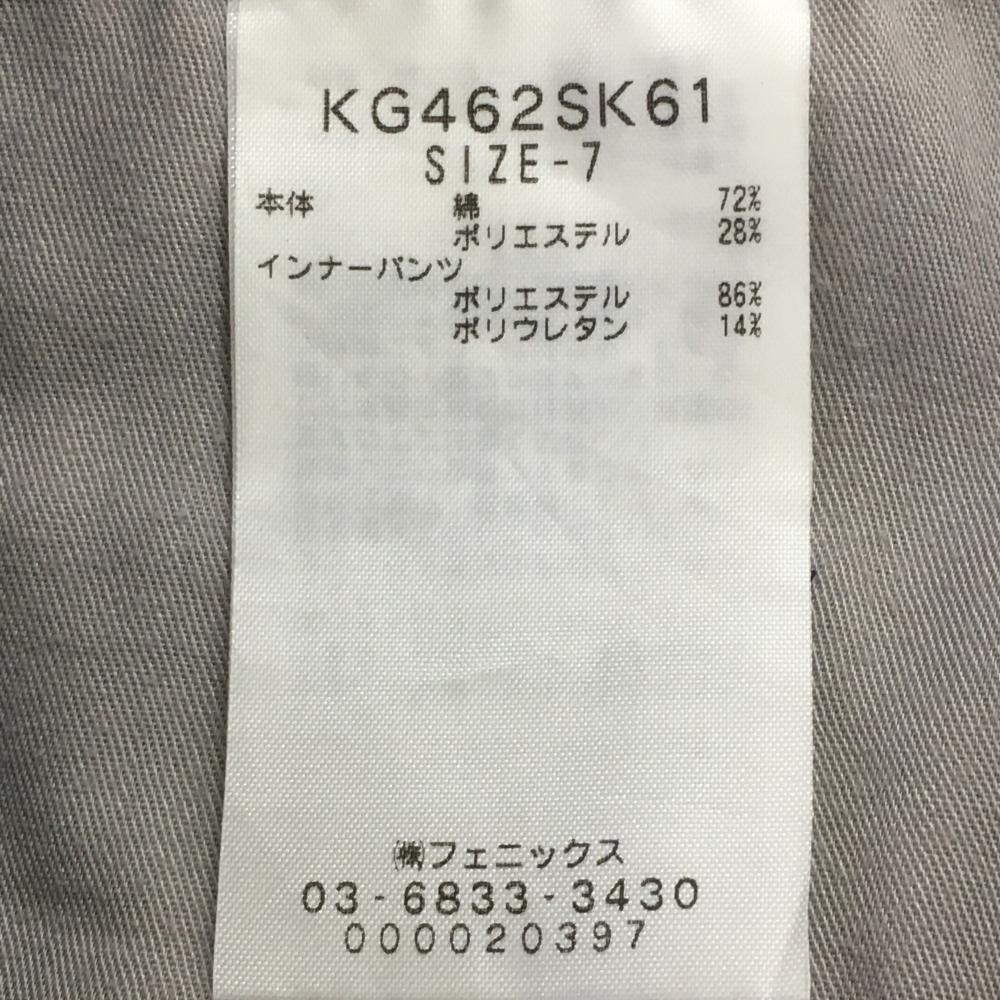 KG462SK61
SIZE-7
本体 綿 72%
ポリエステル 28%
インナーパンツ
ポリエステル 86%
ポリウレタン 14%
㈱フェニックス
03-6833-3430
000020397